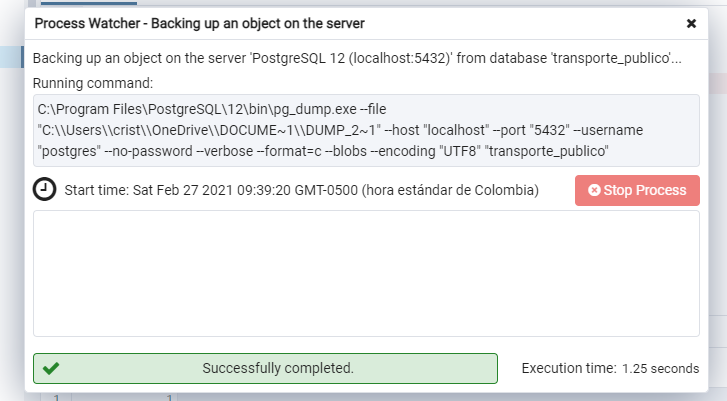 Process Watcher - Backing up an object on the server
Backing up an object on the server 'PostgreSQL 12 (localhost:5432)' from database 'transporte_publico'...
Running command:
C:\Program Files\PostgreSQL\12\bin\pg_dump.exe --file
"C:\\Users\\crist\\OneDrive\\DOCUME~1\\DUMP_2~1" --host "localhost" --port "5432" --username
"postgres" --no-password --verbose --format=c --blobs --encoding "UTF8" "transporte_publico"
Start time: Sat Feb 27 2021 09:39:20 GMT-0500 (hora estándar de Colombia)
Stop Process
Successfully completed.
Execution time: 1.25 seconds
1 1